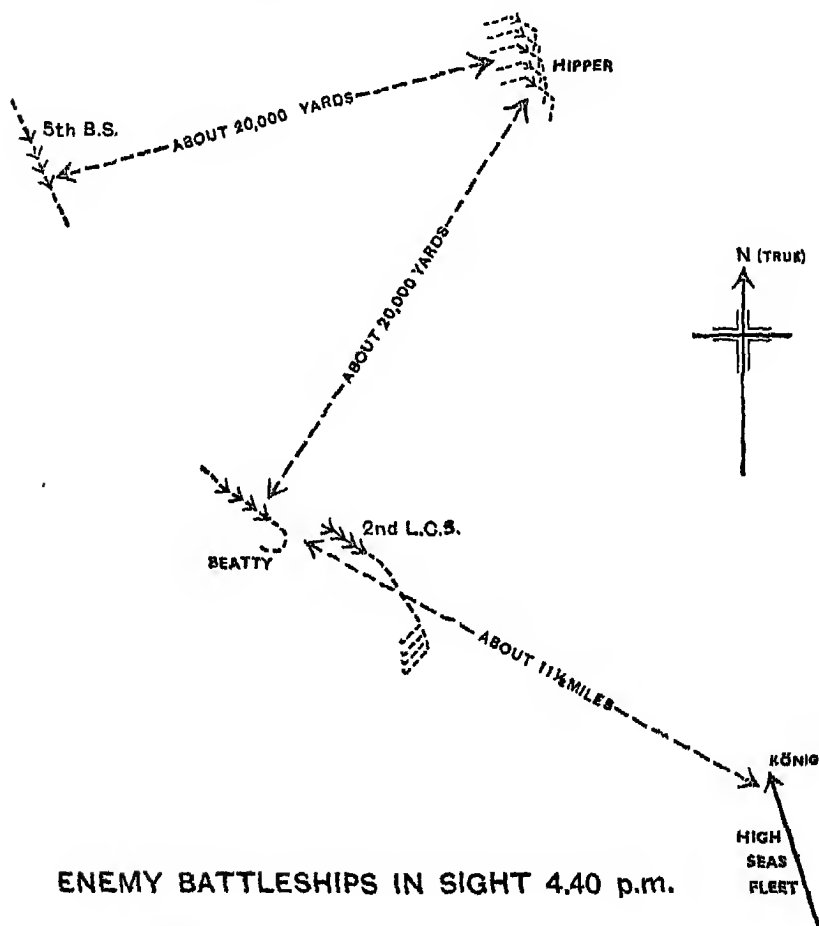 HIPPER
5th B.S.
ABOUT 20,000 YARDS
ABOUT 20,000 YARDS
N (TRUE)
2nd L.C.S.
BEATTY
ABOUT 11½ MILES
KÖNIG
HIGH
SEAS
FLEET
ENEMY BATTLESHIPS IN SIGHT 4.40 p.m.